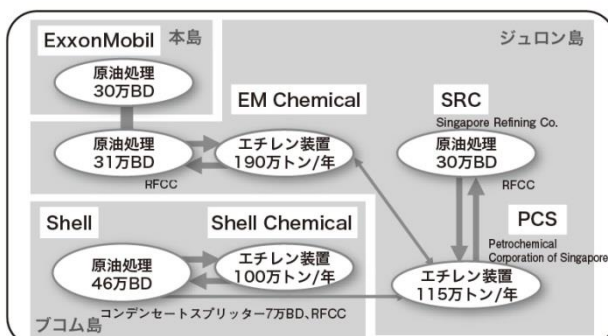 ExxonMobil
本島
ジュロン島
原油処理
30万BD
EM Chemical
SRC
Singapore Refining Co.
原油処理
31万BD
エチレン装置
190万トン/年
原油処理
30万BD
RFCC
RFCC
Shell
Shell Chemical
PCS
Petrochemical
Corporation of Singapore
原油処理
46万BD
エチレン装置
100万トン/年
エチレン装置
115万トン/年
コンデンセートスプリッター7万BD、RFCC
ブコム島